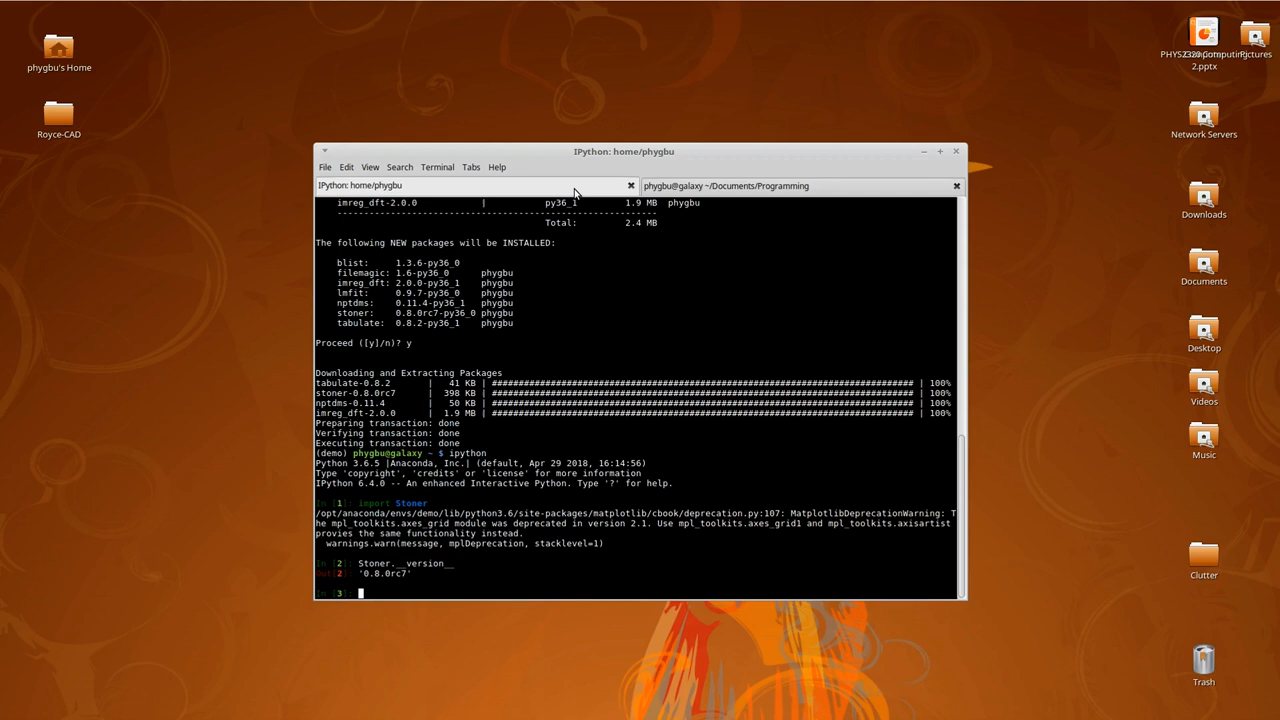 phygbu's Home
Royce-CAD
IPython: home/phygbu
File Edit View Search Terminal Tabs Help
IPython: home/phygbu
phygbu@galaxy ~/Documents/Programming
imreg_dft-2.0.0 | py36_1 1.9 MB phygbu
------------------------------------------------------------
Total: 2.4 MB
The following NEW packages will be INSTALLED:
blist: 1.3.6-py36_0
filemagic: 1.6-py36_0 phygbu
imreg_dft: 2.0.0-py36_1 phygbu
lmfit: 0.9.7-py36_0 phygbu
nptdms: 0.11.4-py36_1 phygbu
stoner: 0.8.0rc7-py36_0 phygbu
tabulate: 0.8.2-py36_1 phygbu
Proceed ([y]/n)? y
Downloading and Extracting Packages
tabulate-0.8.2 | 41 KB | ############################################################################### | 100%
stoner-0.8.0rc7 | 398 KB | ############################################################################### | 100%
nptdms-0.11.4 | 50 KB | ############################################################################### | 100%
imreg_dft-2.0.0 | 1.9 MB | ############################################################################### | 100%
Preparing transaction: done
Verifying transaction: done
Executing transaction: done
(demo) phygbu@galaxy ~ $ ipython
Python 3.6.5 |Anaconda, Inc.| (default, Apr 29 2018, 16:14:56)
Type 'copyright', 'credits' or 'license' for more information
IPython 6.4.0 -- An enhanced Interactive Python. Type '?' for help.
In [1]: import Stoner
/opt/anaconda/envs/demo/lib/python3.6/site-packages/matplotlib/cbook/deprecation.py:107: MatplotlibDeprecationWarning: T
he mpl_toolkits.axes_grid module was deprecated in version 2.1. Use mpl_toolkits.axes_grid1 and mpl_toolkits.axisartist
provies the same functionality instead.
warnings.warn(message, mplDeprecation, stacklevel=1)
In [2]: Stoner.__version__
Out[2]: '0.8.0rc7'
In [3]:
2.pptx
Pictures
Network Servers
Downloads
Documents
Desktop
Videos
Music
Clutter
Trash